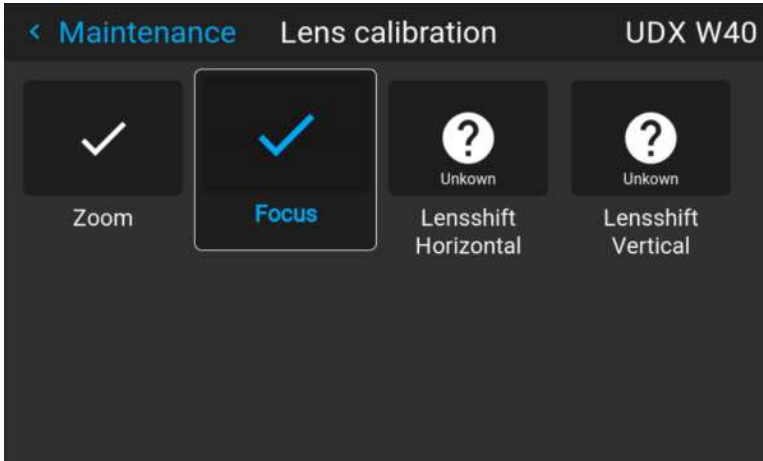 < Maintenance Lens calibration UDX W40
Unkown
Unkown
Zoom
Focus
Lensshift
Horizontal
Lensshift
Vertical